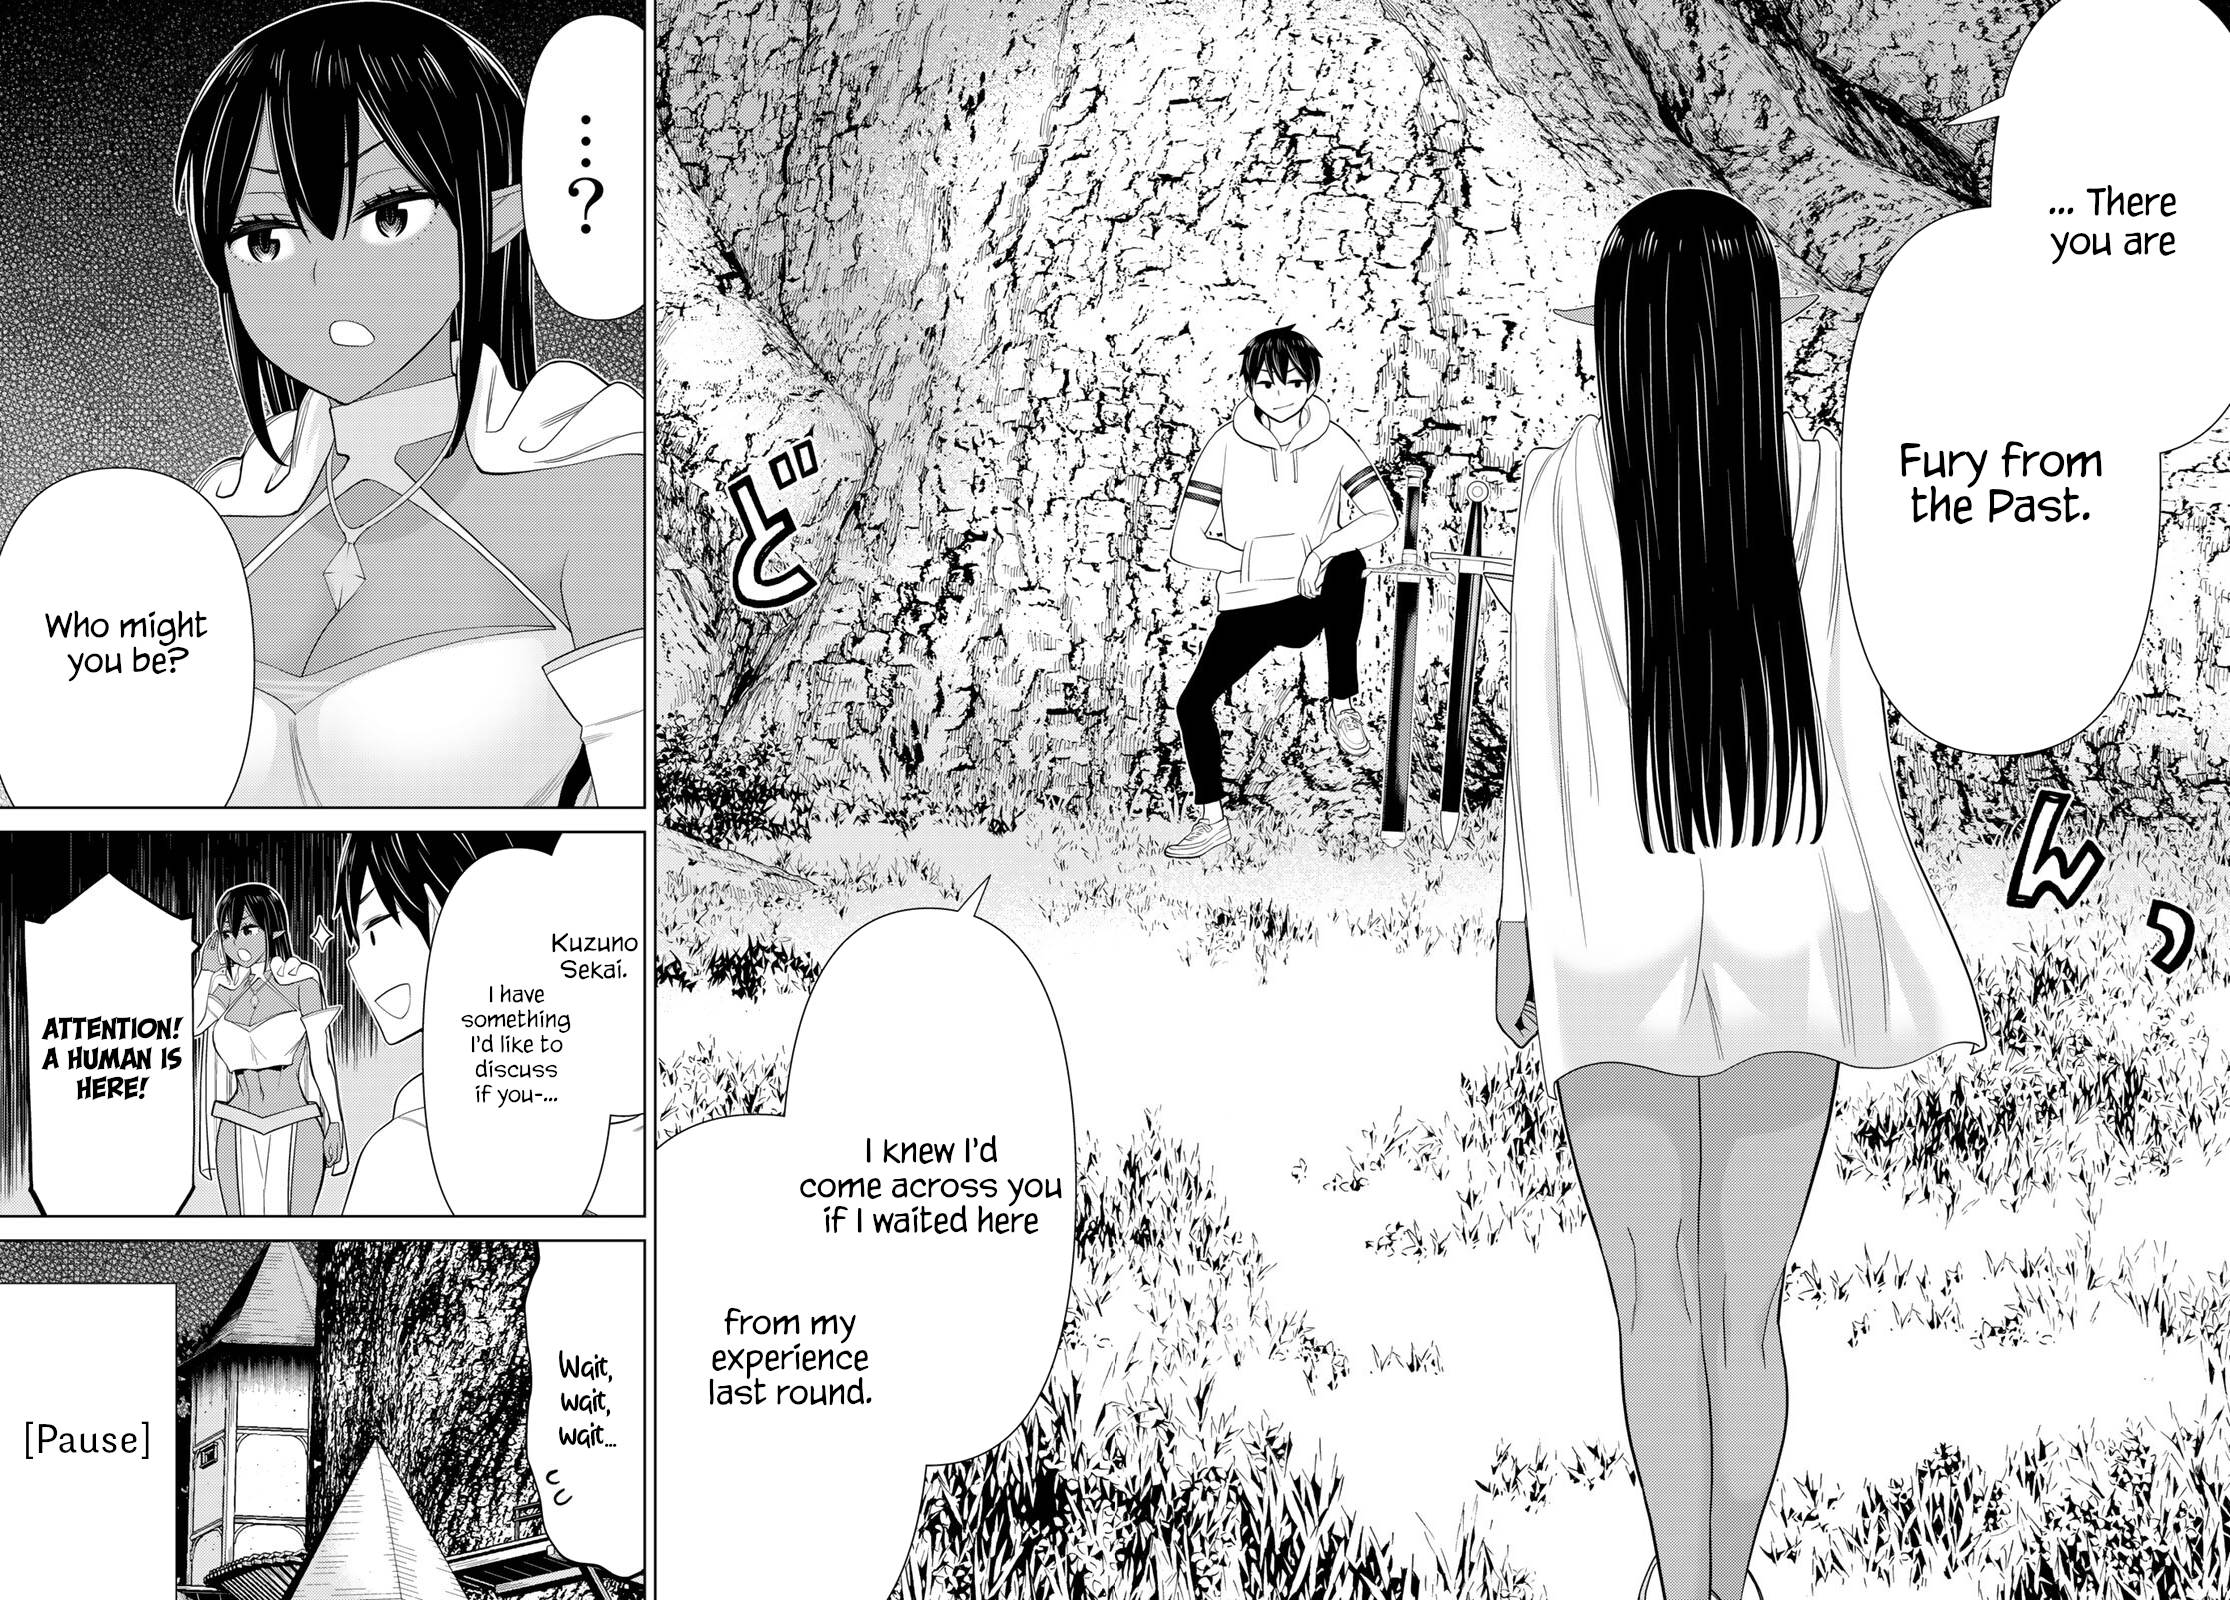 ... There
you are
Fury from
the Past.
ど
ん
っ
I knew I'd
come across you
if I waited here
from my
experience
last round.
...?
Who might
you be?
Kuzuno
Sekai.
I have
something
I'd like to
discuss
if you-...
ATTENTION!
A HUMAN IS
HERE!
Wait,
wait,
wait...
[Pause]